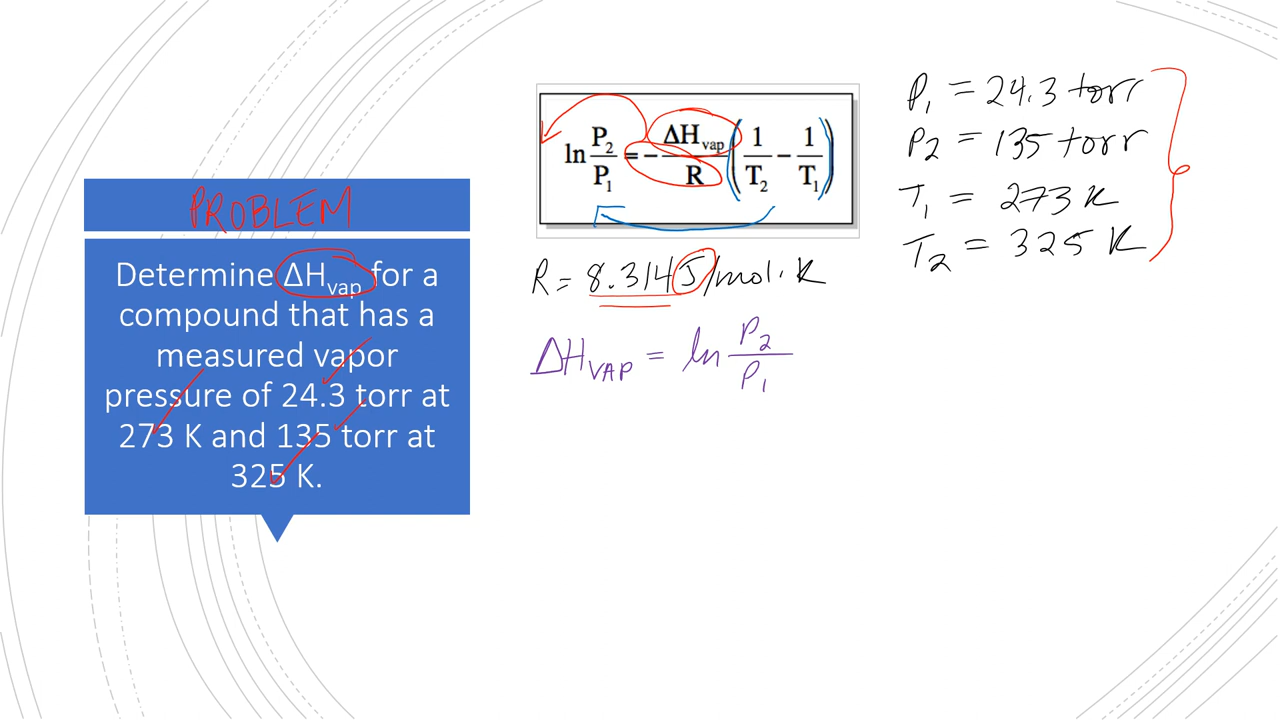 PROBLEM
Determine ΔHvap for a
compound that has a
measured vapor
pressure of 24.3 torr at
273 K and 135 torr at
325 K.
ln P₂/P₁ = - ΔHvap/R (1/T₂ - 1/T₁)
R = 8.314 J/mol·K
ΔHVAP = ln P₂/P₁
P₁ = 24.3 torr
P₂ = 135 torr
T₁ = 273 K
T₂ = 325 K